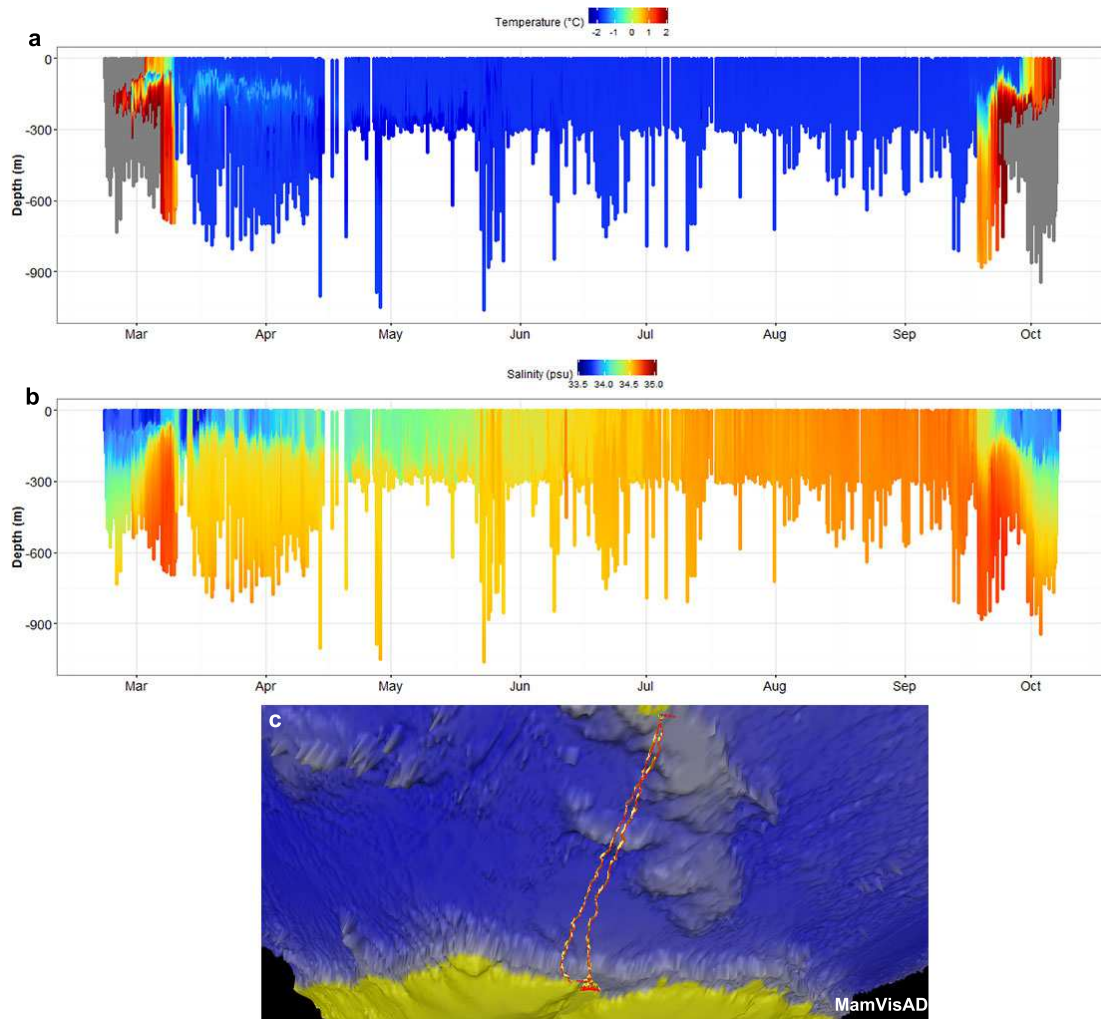 Temperature (°C)
-2 -1 0 1 2
a
0
-300
-600
-900
Depth (m)
Mar Apr May Jun Jul Aug Sep Oct
Salinity (psu)
33.5 34.0 34.5 35.0
b
0
-300
-600
-900
Depth (m)
Mar Apr May Jun Jul Aug Sep Oct
c
MamVisAD